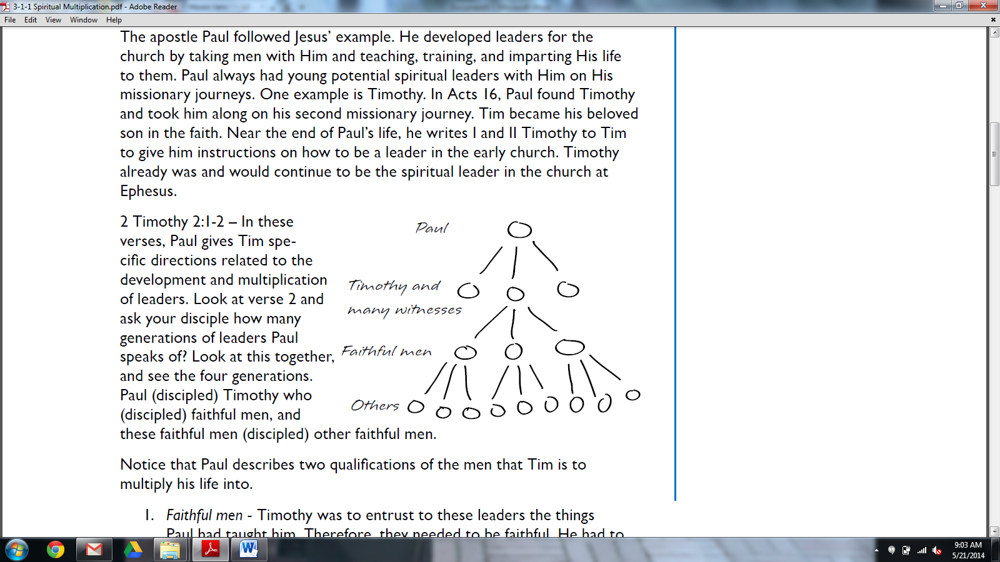 3-1-1 Spiritual Multiplication.pdf - Adobe Reader
File Edit View Window Help
The apostle Paul followed Jesus’ example. He developed leaders for the
church by taking men with Him and teaching, training, and imparting His life
to them. Paul always had young potential spiritual leaders with Him on His
missionary journeys. One example is Timothy. In Acts 16, Paul found Timothy
and took him along on his second missionary journey. Tim became his beloved
son in the faith. Near the end of Paul’s life, he writes I and II Timothy to Tim
to give him instructions on how to be a leader in the early church. Timothy
already was and would continue to be the spiritual leader in the church at
Ephesus.
2 Timothy 2:1-2 – In these
verses, Paul gives Tim spe-
cific directions related to the
development and multiplication
of leaders. Look at verse 2 and
ask your disciple how many
generations of leaders Paul
speaks of? Look at this together,
and see the four generations.
Paul (discipled) Timothy who
(discipled) faithful men, and
these faithful men (discipled) other faithful men.
Paul
Timothy and
many witnesses
Faithful men
Others
Notice that Paul describes two qualifications of the men that Tim is to
multiply his life into.
1. Faithful men - Timothy was to entrust to these leaders the things
Paul had taught him. Therefore, they needed to be faithful. He had to
9:03 AM
5/21/2014